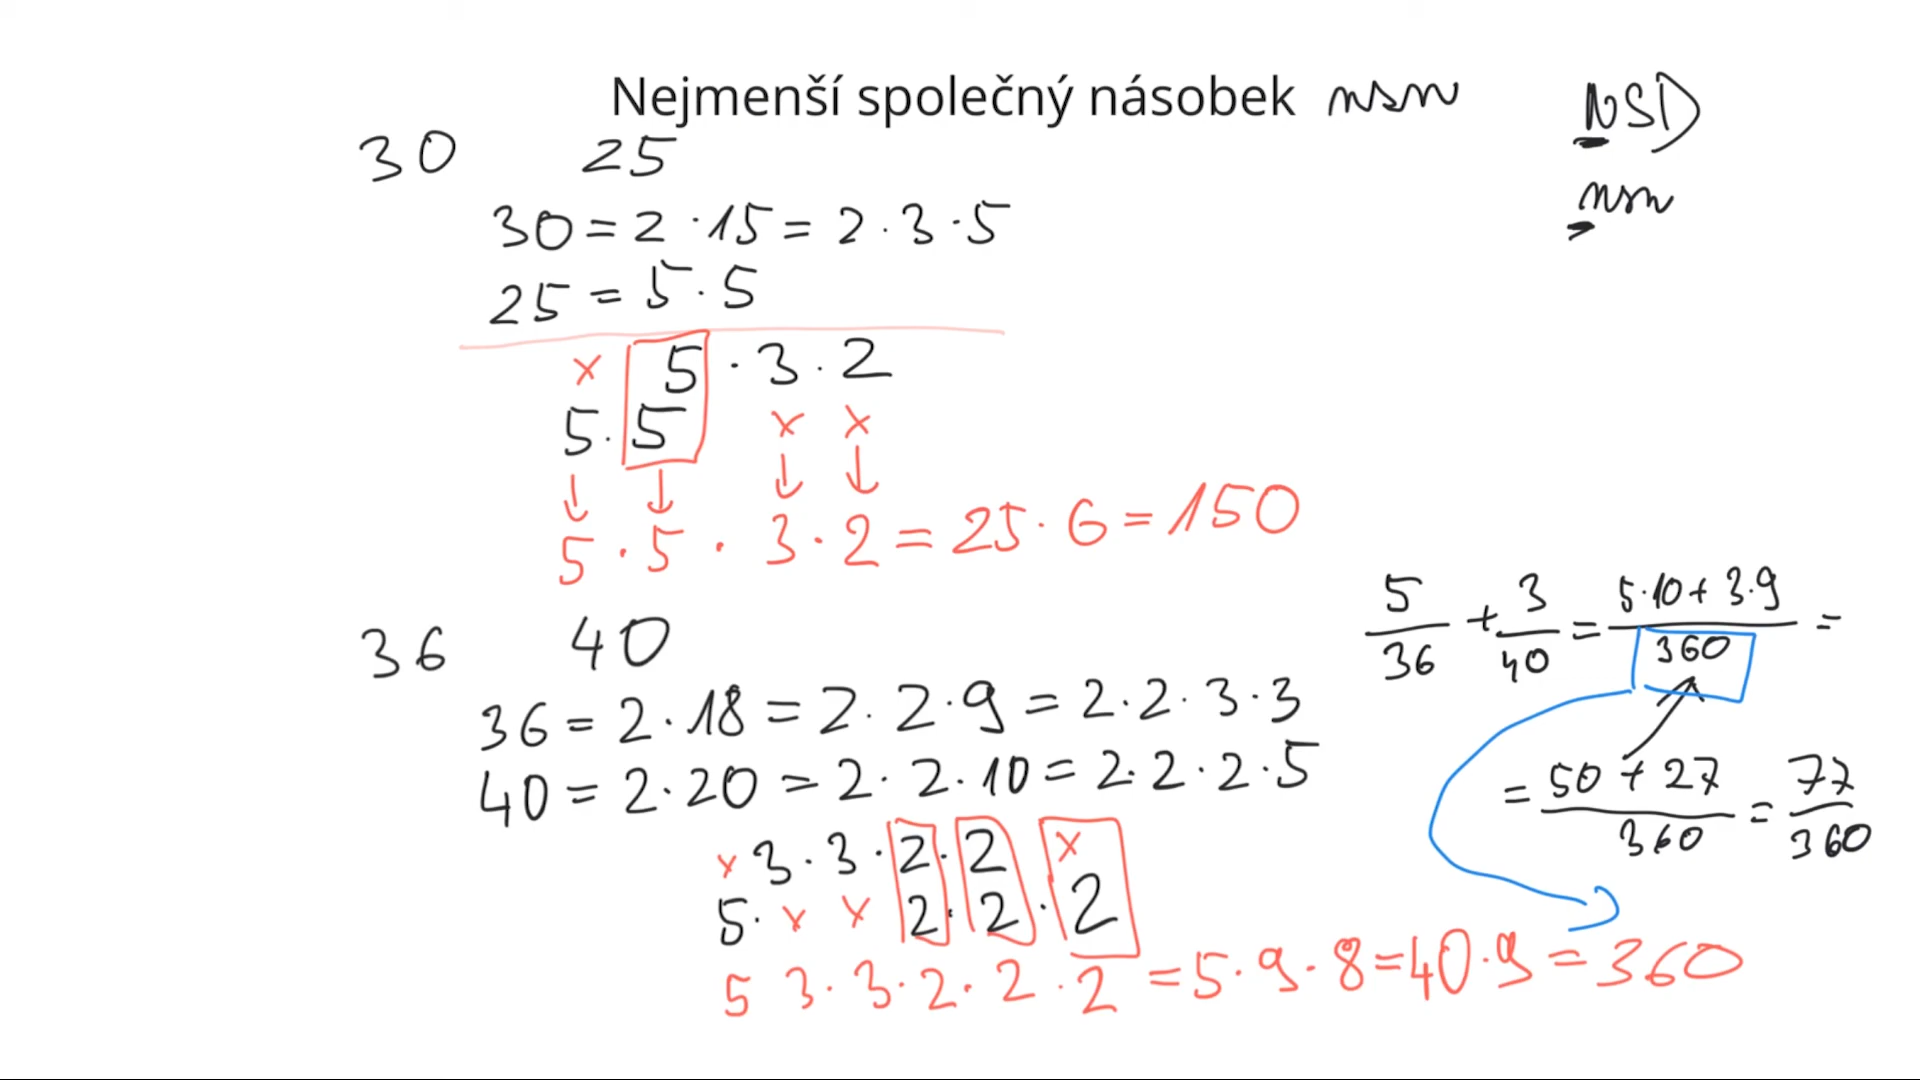 Nejmenší společný násobek nsn
NSD
nsn
30 25
30 = 2 · 15 = 2 · 3 · 5
25 = 5 · 5
x 5 · 3 · 2
5 · 5 x x
↓ ↓ ↓ ↓
5 · 5 · 3 · 2 = 25 · 6 = 150
36 40
36 = 2 · 18 = 2 · 2 · 9 = 2 · 2 · 3 · 3
40 = 2 · 20 = 2 · 2 · 10 = 2 · 2 · 2 · 5
x 3 · 3 · 2 · 2 x
5 · x x 2 · 2 · 2
5 3 · 3 · 2 · 2 · 2 = 5 · 9 · 8 = 40 · 9 = 360
5/36 + 3/40 = (5·10 + 3·9)/360 =
= (50 + 27)/360 = 77/360